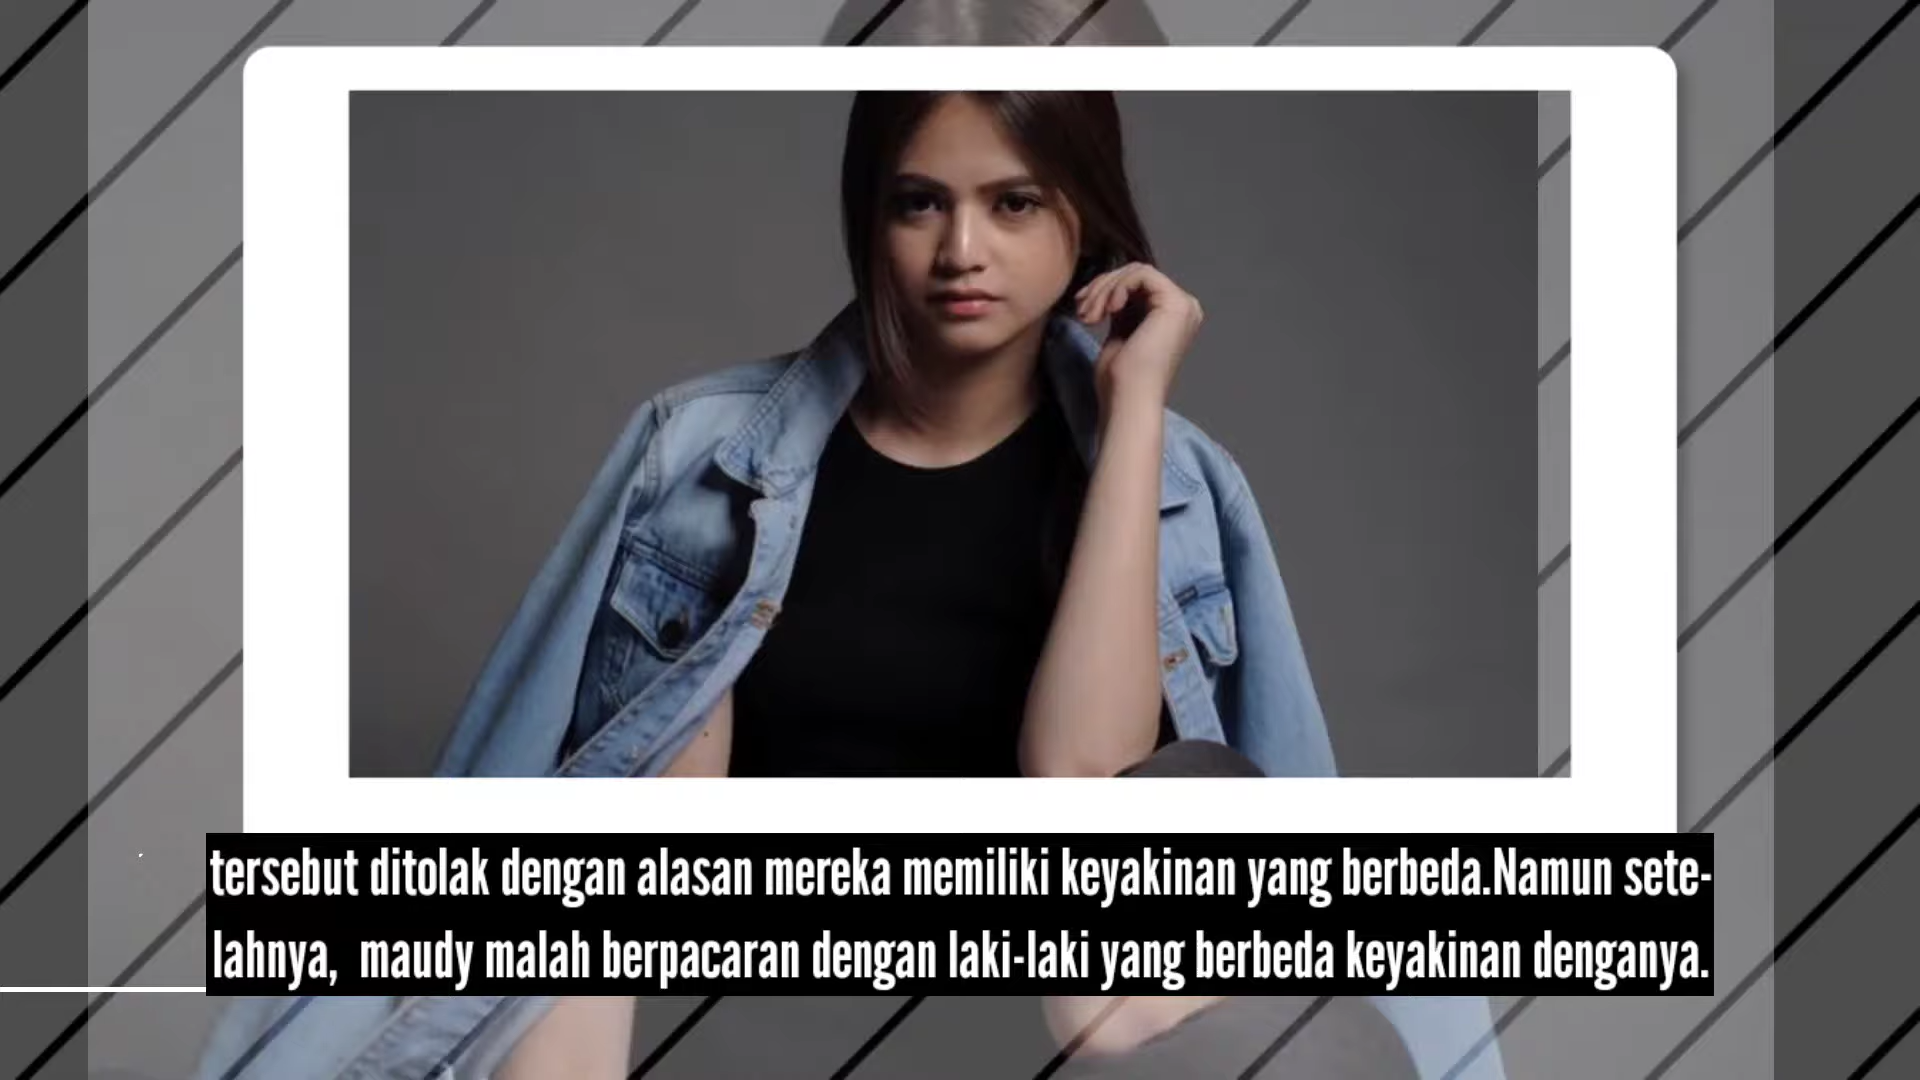 tersebut ditolak dengan alasan mereka memiliki keyakinan yang berbeda.Namun sete-
lahnya,  maudy malah berpacaran dengan laki-laki yang berbeda keyakinan denganya.